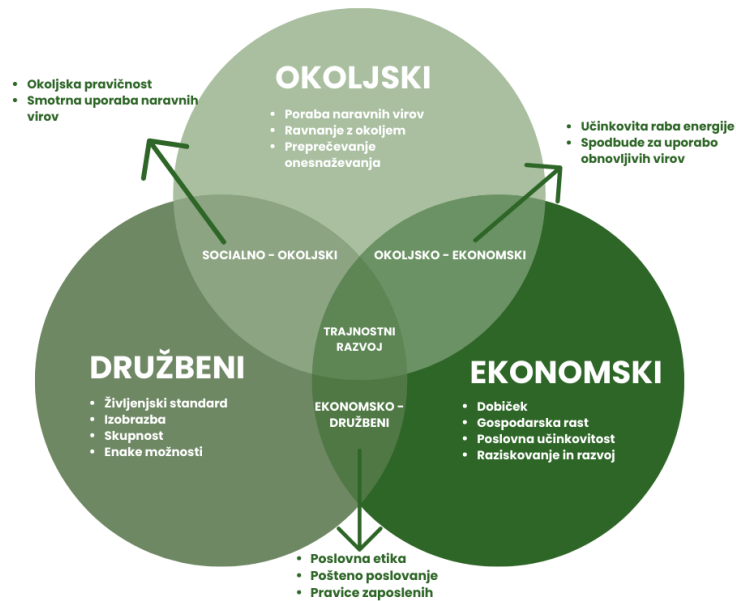 OKOLJSKI
• Poraba naravnih virov
• Ravnanje z okoljem
• Preprečevanje
onesnaževanja
• Okoljska pravičnost
• Smotrna uporaba naravnih
virov
• Učinkovita raba energije
• Spodbude za uporabo
obnovljivih virov
SOCIALNO - OKOLJSKI
OKOLJSKO - EKONOMSKI
TRAJNOSTNI
RAZVOJ
DRUŽBENI
• Življenjski standard
• Izobrazba
• Skupnost
• Enake možnosti
EKONOMSKI
• Dobiček
• Gospodarska rast
• Poslovna učinkovitost
• Raziskovanje in razvoj
EKONOMSKO -
DRUŽBENI
• Poslovna etika
• Pošteno poslovanje
• Pravice zaposlenih